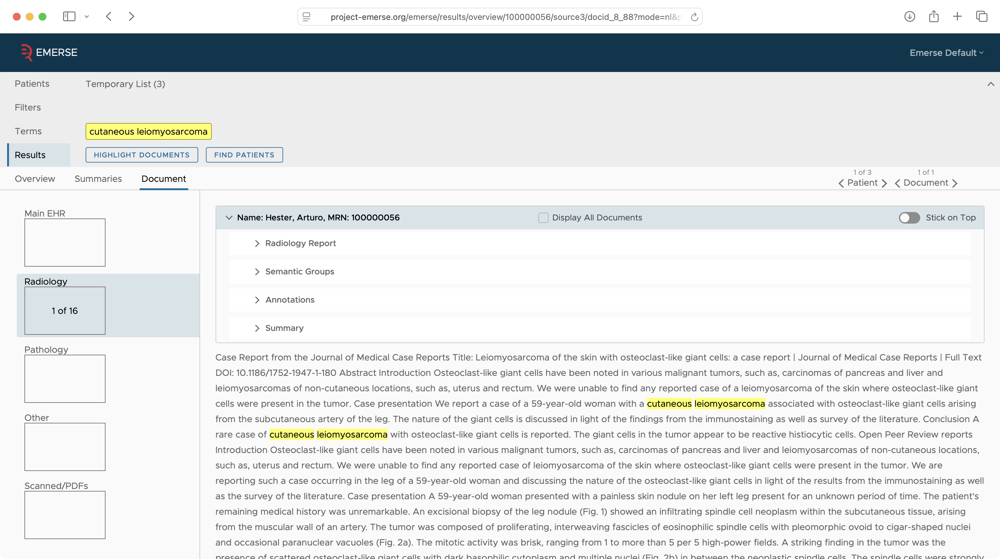 project-emerse.org/emerse/results/overview/100000056/source3/docid_8_88?mode=nl&p
EMERSE
Emerse Default
Patients
Temporary List (3)
Filters
Terms
cutaneous leiomyosarcoma
Results
HIGHLIGHT DOCUMENTS
FIND PATIENTS
Overview
Summaries
Document
1 of 3
Patient
1 of 1
Document
Main EHR
Radiology
1 of 16
Pathology
Other
Scanned/PDFs
Name: Hester, Arturo, MRN: 100000056
Display All Documents
Stick on Top
Radiology Report
Semantic Groups
Annotations
Summary
Case Report from the Journal of Medical Case Reports Title: Leiomyosarcoma of the skin with osteoclast-like giant cells: a case report | Journal of Medical Case Reports | Full Text
DOI: 10.1186/1752-1947-1-180 Abstract Introduction Osteoclast-like giant cells have been noted in various malignant tumors, such as, carcinomas of pancreas and liver and
leiomyosarcomas of non-cutaneous locations, such as, uterus and rectum. We were unable to find any reported case of a leiomyosarcoma of the skin where osteoclast-like giant
cells were present in the tumor. Case presentation We report a case of a 59-year-old woman with a cutaneous leiomyosarcoma associated with osteoclast-like giant cells arising
from the subcutaneous artery of the leg. The nature of the giant cells is discussed in light of the findings from the immunostaining as well as survey of the literature. Conclusion A
rare case of cutaneous leiomyosarcoma with osteoclast-like giant cells is reported. The giant cells in the tumor appear to be reactive histiocytic cells. Open Peer Review reports
Introduction Osteoclast-like giant cells have been noted in various malignant tumors, such as, carcinomas of pancreas and liver and leiomyosarcomas of non-cutaneous locations,
such as, uterus and rectum. We were unable to find any reported case of leiomyosarcoma of the skin where osteoclast-like giant cells were present in the tumor. We are
reporting such a case occurring in the leg of a 59-year-old woman and discussing the nature of the osteoclast-like giant cells in light of the results from the immunostaining as well
as the survey of the literature. Case presentation A 59-year-old woman presented with a painless skin nodule on her left leg present for an unknown period of time. The patient's
remaining medical history was unremarkable. An excisional biopsy of the leg nodule (Fig. 1) showed an infiltrating spindle cell neoplasm within the subcutaneous tissue, arising
from the muscular wall of an artery. The tumor was composed of proliferating, interweaving fascicles of eosinophilic spindle cells with pleomorphic ovoid to cigar-shaped nuclei
and occasional paranuclear vacuoles (Fig. 2a). The mitotic activity was brisk, ranging from 1 to more than 5 per 5 high-power fields. A striking finding in the tumor was the
presence of scattered osteoclast-like giant cells with dark basophilic cytoplasm and multiple nuclei (Fig. 2b) in between the neoplastic spindle cells. The spindle cells were strongly